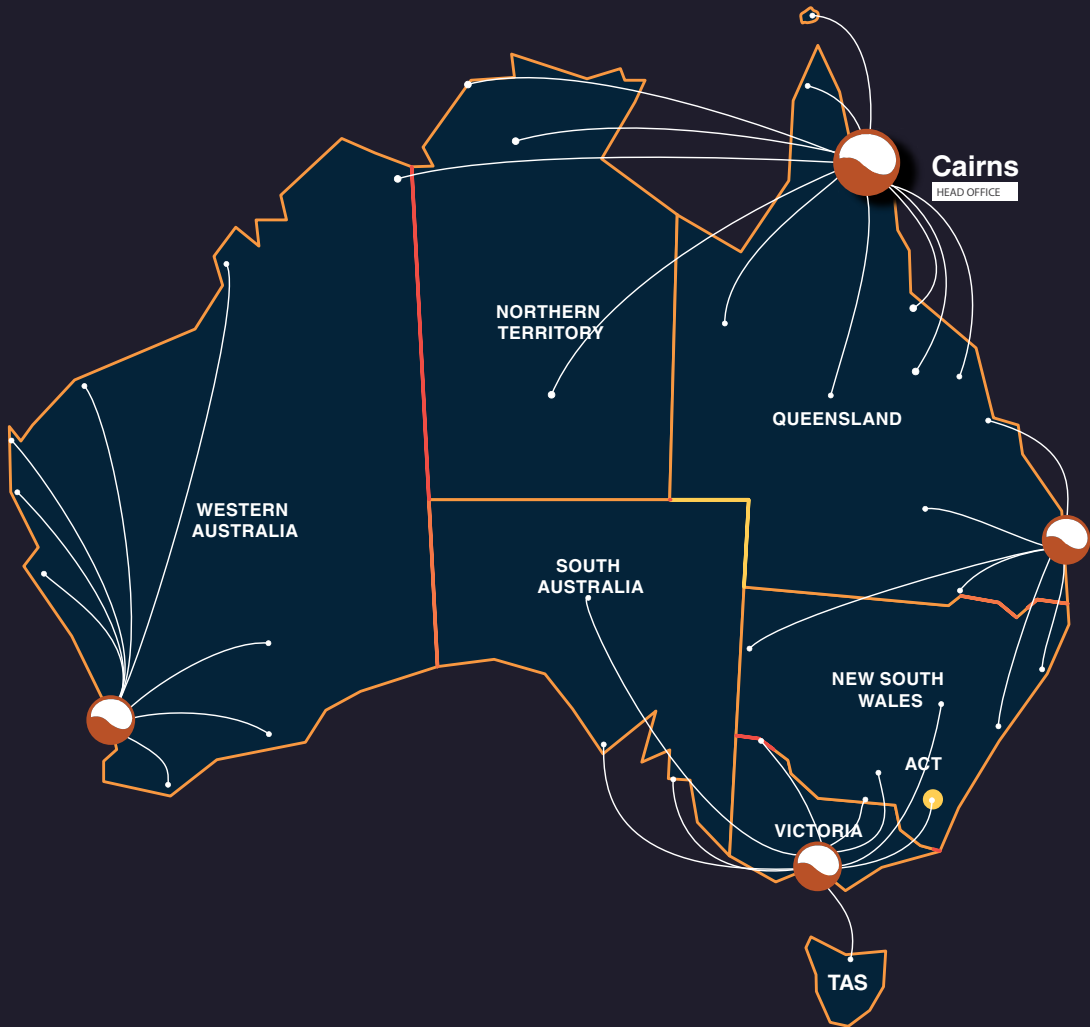 Cairns
HEAD OFFICE
NORTHERN
TERRITORY
QUEENSLAND
WESTERN
AUSTRALIA
SOUTH
AUSTRALIA
NEW SOUTH
WALES
ACT
VICTORIA
TAS